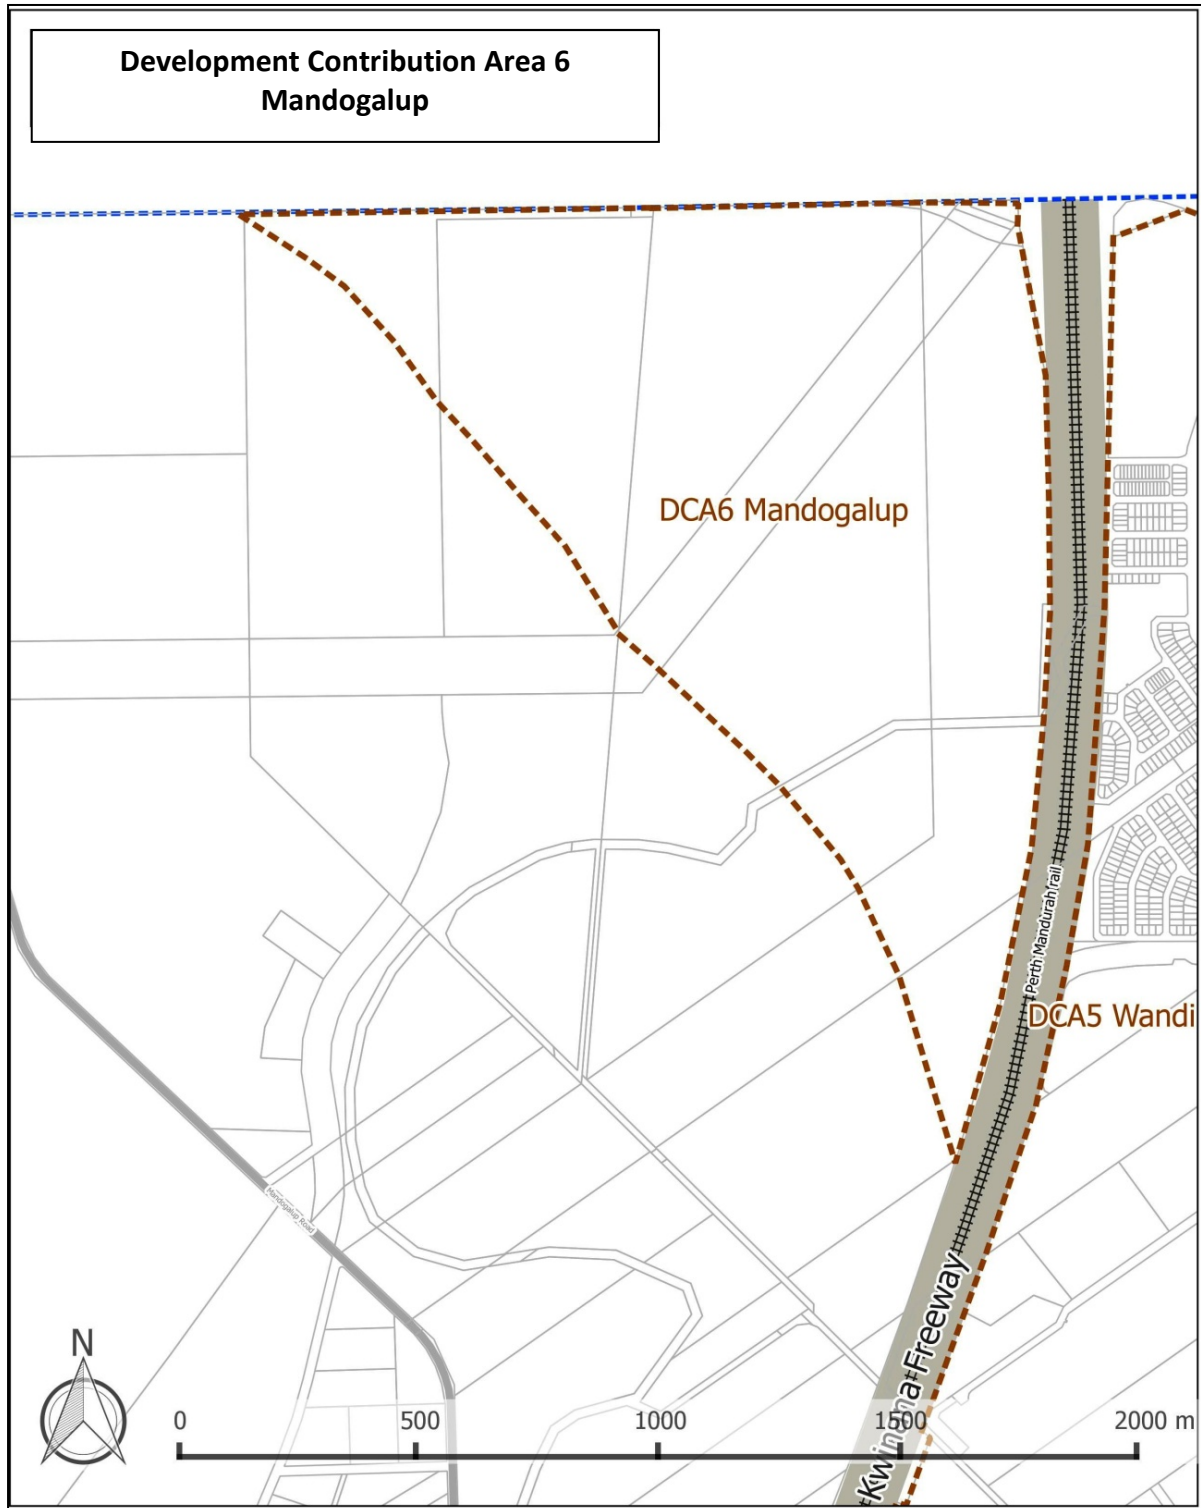 Development Contribution Area 6
Mandogalup
DCA6 Mandogalup
Perth Mandurah rail
DCA5 Wandi
Mandogalup Road
Kwinana Freeway
N
0 500 1000 1500 2000 m